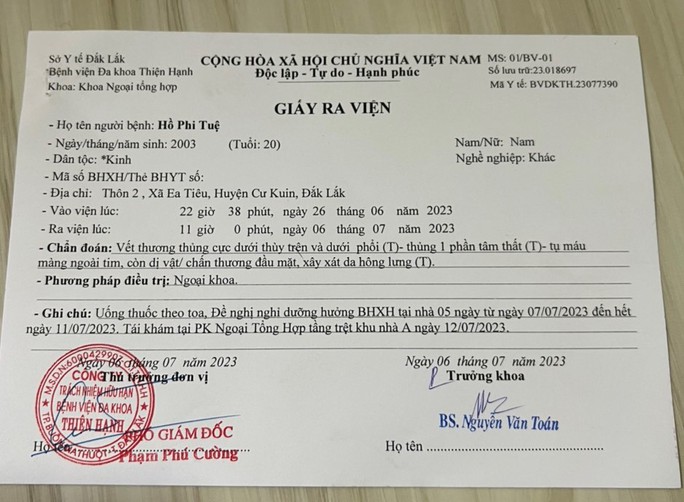 Sở Y tế Đắk Lắk
CỘNG HÒA XÃ HỘI CHỦ NGHĨA VIỆT NAM
MS: 01/BV-01
Bệnh viện Đa khoa Thiện Hạnh
Độc lập - Tự do - Hạnh phúc
Số lưu trữ:23.018697
Khoa: Khoa Ngoại tổng hợp
Mã Y tế: BVDKTH.23077390
GIẤY RA VIỆN
- Họ tên người bệnh: Hồ Phi Tuệ
- Ngày/tháng/năm sinh: 2003 (Tuổi: 20) Nam/Nữ: Nam
- Dân tộc: *Kinh Nghề nghiệp: Khác
- Mã số BHXH/Thẻ BHYT số:
- Địa chỉ: Thôn 2 , Xã Ea Tiêu, Huyện Cư Kuin, Đắk Lắk
- Vào viện lúc: 22 giờ 38 phút, ngày 26 tháng 06 năm 2023
- Ra viện lúc: 11 giờ 0 phút, ngày 06 tháng 07 năm 2023
- Chẩn đoán: Vết thương thủng cực dưới thùy trên và dưới phổi (T)- thủng 1 phần tâm thất (T)- tụ máu
màng ngoài tim, còn dị vật/ chấn thương đầu mặt, xây xát da hông lưng (T).
- Phương pháp điều trị: Ngoại khoa.
- Ghi chú: Uống thuốc theo toa, Đề nghị nghỉ dưỡng hưởng BHXH tại nhà 05 ngày từ ngày 07/07/2023 đến hết
ngày 11/07/2023. Tái khám tại PK Ngoại Tổng Hợp tầng trệt khu nhà A ngày 12/07/2023.
Ngày 06 tháng 07 năm 2023
Thủ trưởng đơn vị
Ngày 06 tháng 07 năm 2023
Trưởng khoa
CÔNG TY
TRÁCH NHIỆM HỮU HẠN
BỆNH VIỆN ĐA KHOA
THIỆN HẠNH
PHÓ GIÁM ĐỐC
Họ tên
Phạm Phú Cường
BS. Nguyễn Văn Toán
Họ tên